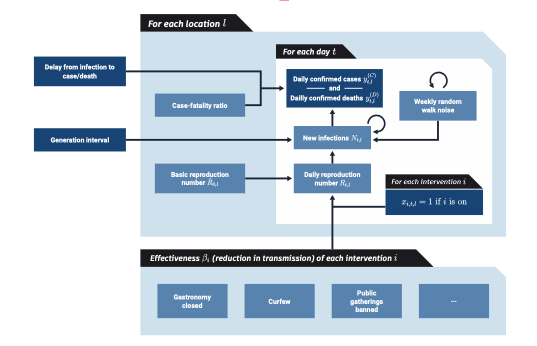 For each location l
For each day t
Delay from infection to
case/death
Daily confirmed cases y_{t,l}^{(C)}
and
Daily confirmed deaths y_{t,l}^{(D)}
Case-fatality ratio
Weekly random
walk noise
Generation interval
New infections N_{t,l}
Basic reproduction
number R_{0,l}
Daily reproduction
number R_{t,l}
For each intervention i
x_{i,t,l} = 1 if i is on
Effectiveness β_i (reduction in transmission) of each intervention i
Gastronomy
closed
Curfew
Public
gatherings
banned
...